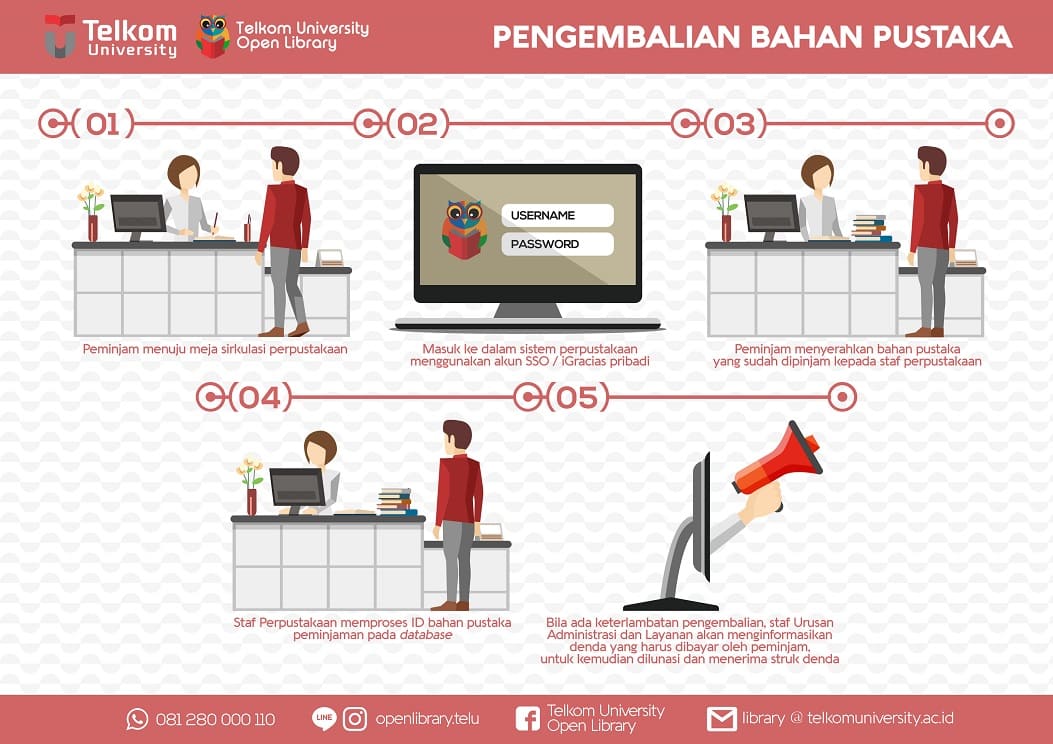 Telkom
University
Telkom University
Open Library
PENGEMBALIAN BAHAN PUSTAKA
01
02
03
USERNAME
PASSWORD
Peminjam menuju meja sirkulasi perpustakaan
Masuk ke dalam sistem perpustakaan
menggunakan akun SSO / iGracias pribadi
Peminjam menyerahkan bahan pustaka
yang sudah dipinjam kepada staf perpustakaan
04
05
Staf Perpustakaan memproses ID bahan pustaka
peminjaman pada database
Bila ada keterlambatan pengembalian, staf Urusan
Administrasi dan Layanan akan menginformasikan
denda yang harus dibayar oleh peminjam,
untuk kemudian dilunasi dan menerima struk denda
081 280 000 110
LINE
openlibrary.telu
Telkom University
Open Library
library @ telkomuniversity.ac.id